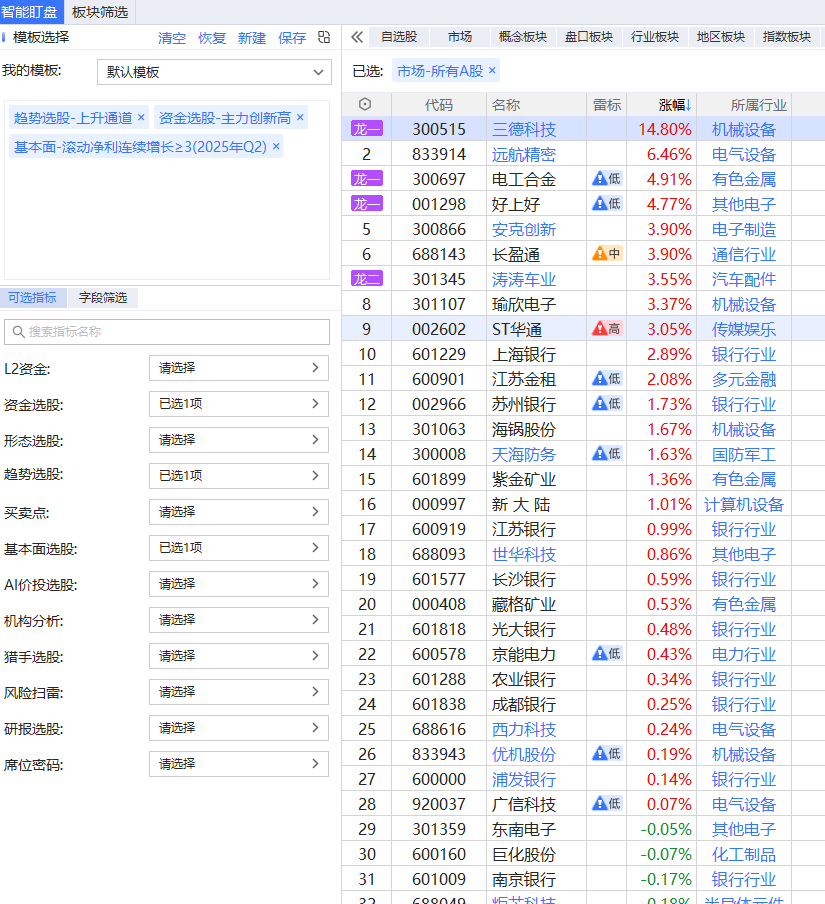 智能盯盘 板块筛选
模板选择 清空 恢复 新建 保存
我的模板: 默认模板
趋势选股-上升通道 × 资金选股-主力创新高 ×
基本面-滚动净利连续增长≥3(2025年Q2) ×
可选指标 字段筛选
搜索指标名称
L2资金: 请选择
资金选股: 已选1项
形态选股: 请选择
趋势选股: 已选1项
买卖点: 请选择
基本面选股: 已选1项
AI价投选股: 请选择
机构分析: 请选择
猎手选股: 请选择
风险扫雷: 请选择
研报选股: 请选择
席位密码: 请选择
自选股 市场 概念板块 盘口板块 行业板块 地区板块 指数板块
已选: 市场-所有A股 ×
代码 名称 雷标 涨幅↓ 所属行业
龙一 300515 三德科技 14.80% 机械设备
2 833914 远航精密 6.46% 电气设备
龙一 300697 电工合金 低 4.91% 有色金属
龙一 001298 好上好 低 4.77% 其他电子
5 300866 安克创新 3.90% 电子制造
6 688143 长盈通 中 3.90% 通信行业
龙二 301345 涛涛车业 3.55% 汽车配件
8 301107 瑜欣电子 3.37% 机械设备
9 002602 ST华通 高 3.05% 传媒娱乐
10 601229 上海银行 2.89% 银行行业
11 600901 江苏金租 低 2.08% 多元金融
12 002966 苏州银行 低 1.73% 银行行业
13 301063 海锅股份 1.67% 机械设备
14 300008 天海防务 低 1.63% 国防军工
15 601899 紫金矿业 1.36% 有色金属
16 000997 新 大 陆 1.01% 计算机设备
17 600919 江苏银行 0.99% 银行行业
18 688093 世华科技 0.86% 其他电子
19 601577 长沙银行 0.59% 银行行业
20 000408 藏格矿业 0.53% 有色金属
21 601818 光大银行 0.48% 银行行业
22 600578 京能电力 低 0.43% 电力行业
23 601288 农业银行 0.34% 银行行业
24 601838 成都银行 0.25% 银行行业
25 688616 西力科技 0.24% 电气设备
26 833943 优机股份 低 0.19% 机械设备
27 600000 浦发银行 0.14% 银行行业
28 920037 广信科技 低 0.07% 电气设备
29 301359 东南电子 -0.05% 其他电子
30 600160 巨化股份 -0.07% 化工制品
31 601009 南京银行 -0.17% 银行行业